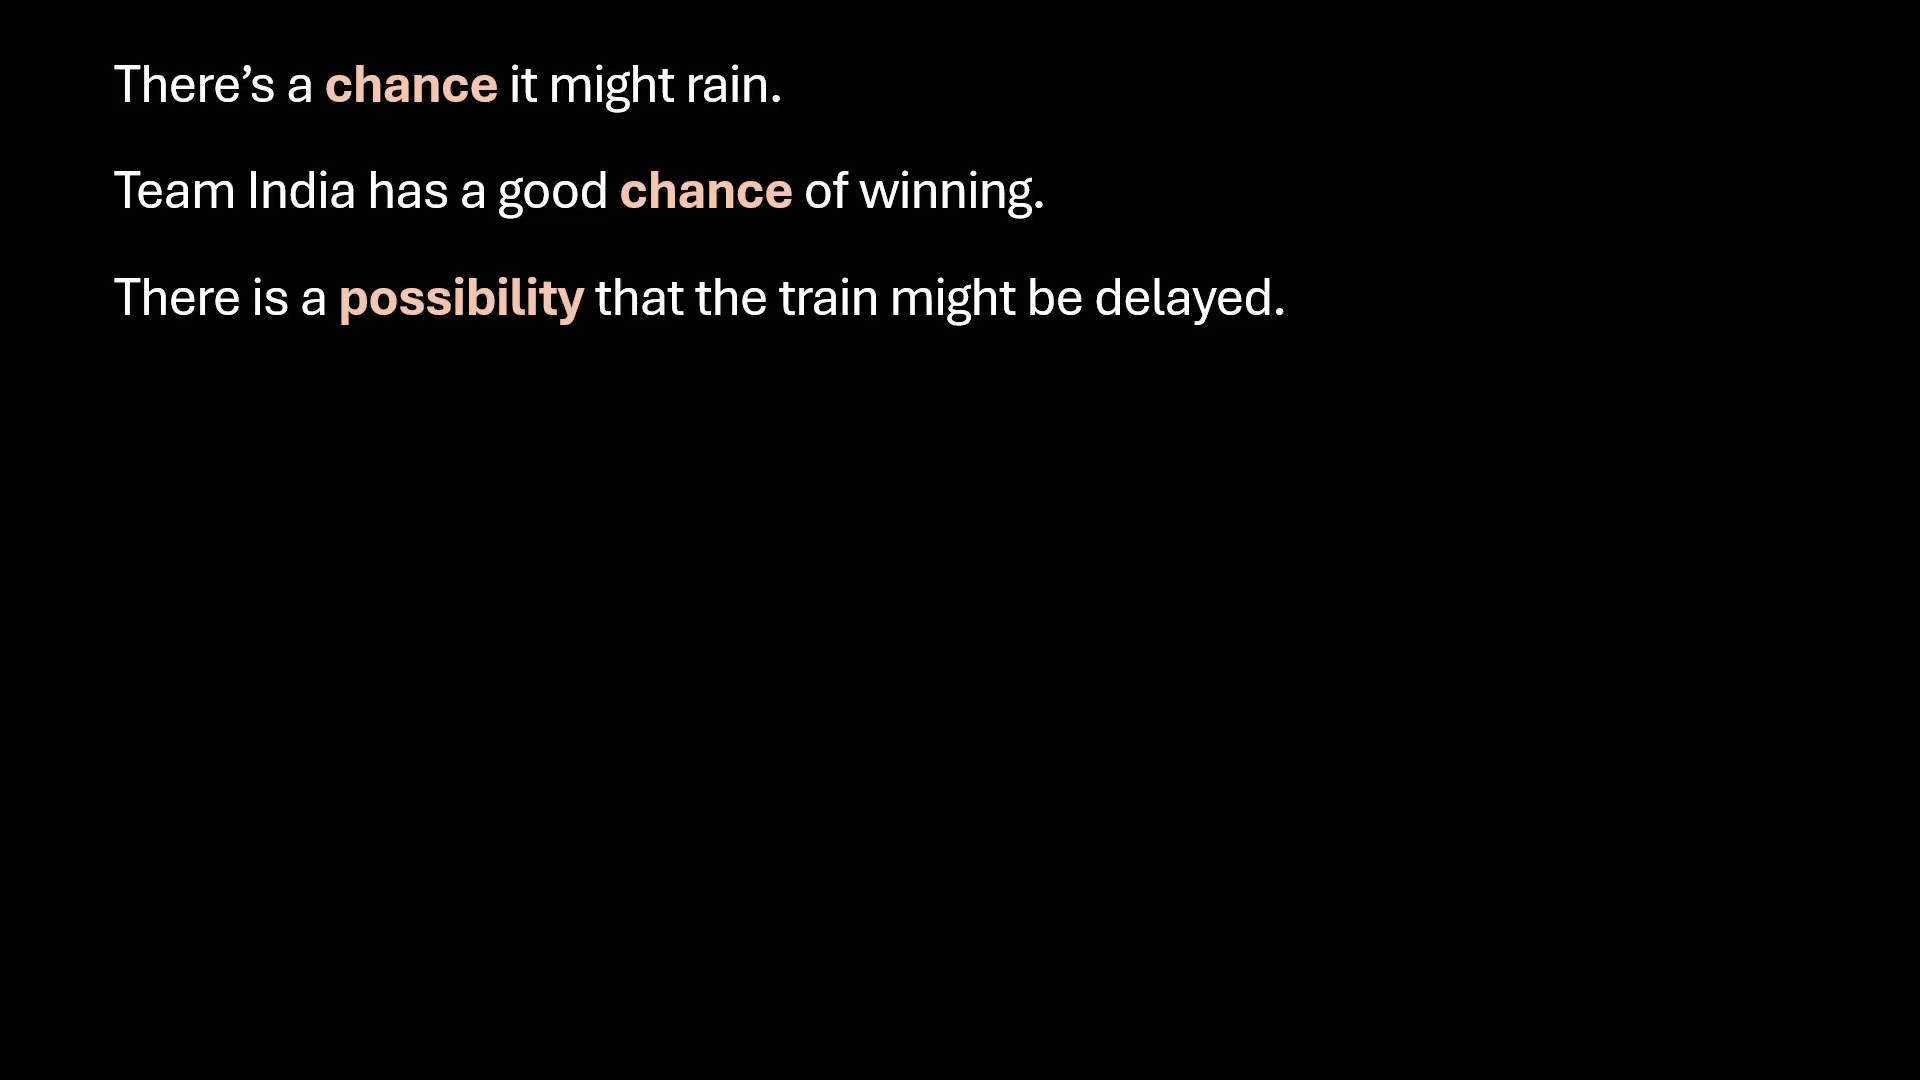 There’s a chance it might rain.
Team India has a good chance of winning.
There is a possibility that the train might be delayed.